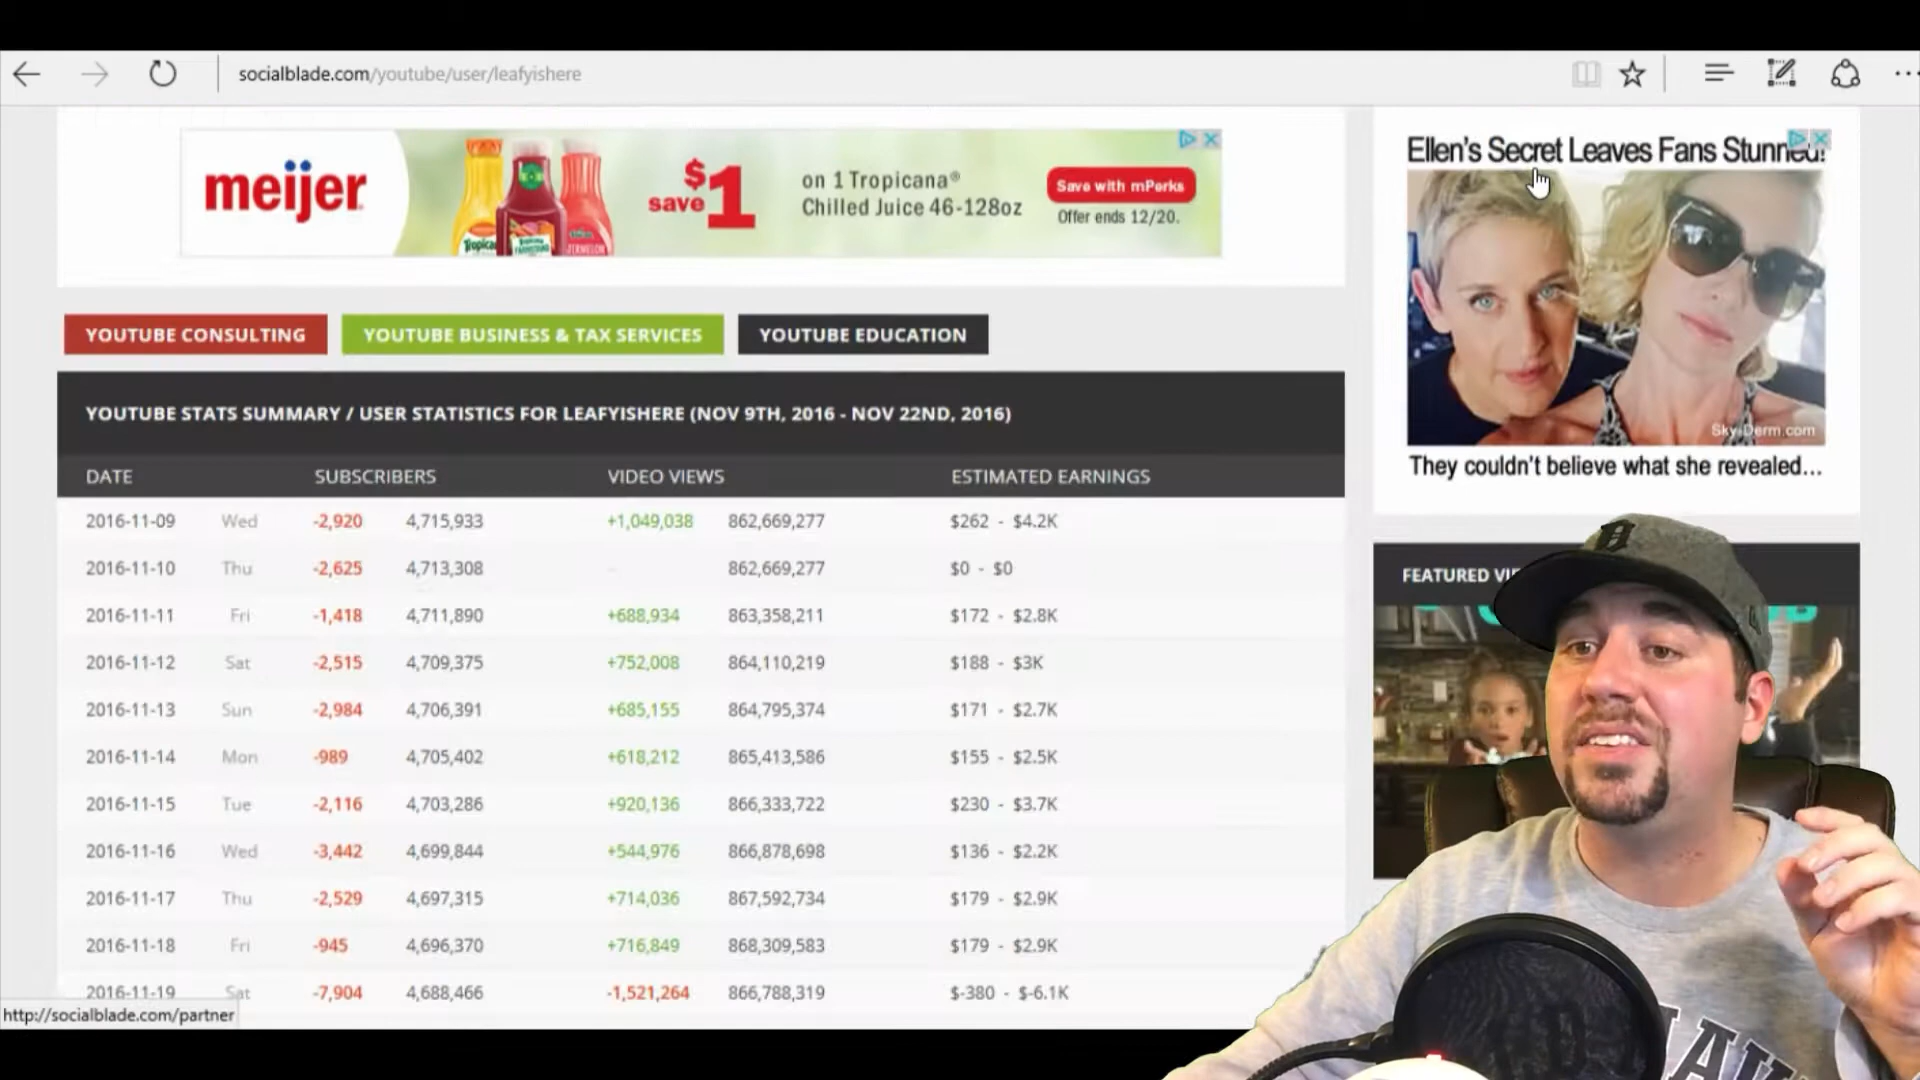 socialblade.com/youtube/user/leafyishere
meijer
save $1
on 1 Tropicana®
Chilled Juice 46-128oz
Save with mPerks
Offer ends 12/20.
Ellen's Secret Leaves Fans Stunned!
Sky-Derm.com
They couldn't believe what she revealed...
YOUTUBE CONSULTING YOUTUBE BUSINESS & TAX SERVICES YOUTUBE EDUCATION
YOUTUBE STATS SUMMARY / USER STATISTICS FOR LEAFYISHERE (NOV 9TH, 2016 - NOV 22ND, 2016)
DATE SUBSCRIBERS VIDEO VIEWS ESTIMATED EARNINGS
2016-11-09 Wed -2,920 4,715,933 +1,049,038 862,669,277 $262 - $4.2K
2016-11-10 Thu -2,625 4,713,308 -- 862,669,277 $0 - $0
2016-11-11 Fri -1,418 4,711,890 +688,934 863,358,211 $172 - $2.8K
2016-11-12 Sat -2,515 4,709,375 +752,008 864,110,219 $188 - $3K
2016-11-13 Sun -2,984 4,706,391 +685,155 864,795,374 $171 - $2.7K
2016-11-14 Mon -989 4,705,402 +618,212 865,413,586 $155 - $2.5K
2016-11-15 Tue -2,116 4,703,286 +920,136 866,333,722 $230 - $3.7K
2016-11-16 Wed -3,442 4,699,844 +544,976 866,878,698 $136 - $2.2K
2016-11-17 Thu -2,529 4,697,315 +714,036 867,592,734 $179 - $2.9K
2016-11-18 Fri -945 4,696,370 +716,849 868,309,583 $179 - $2.9K
2016-11-19 Sat -7,904 4,688,466 -1,521,264 866,788,319 $-380 - $-6.1K
http://socialblade.com/partner
FEATURED